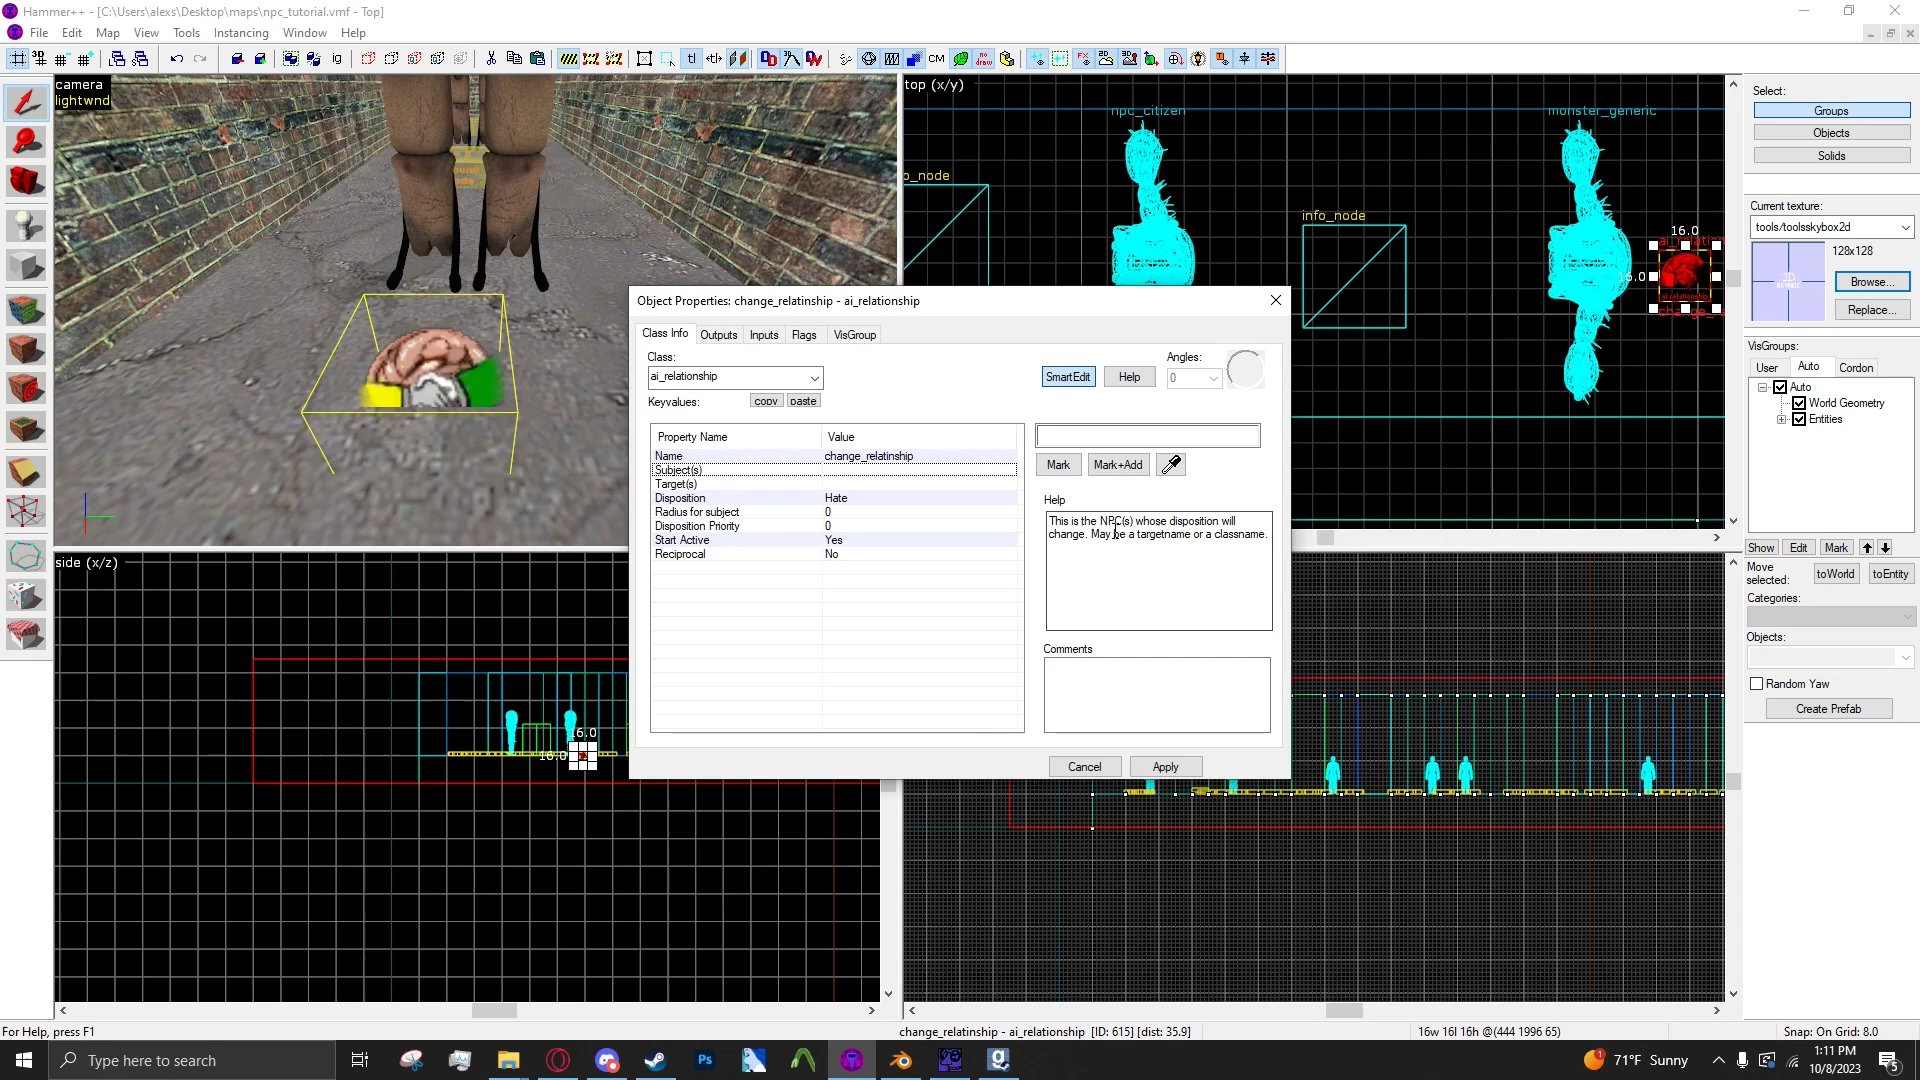 Hammer++ - [C:\Users\alexs\Desktop\maps\npc_tutorial.vmf - Top]
File Edit Map View Tools Instancing Window Help
camera
lightwnd
top (x/y)
npc_citizen
monster_generic
o_node
info_node
16.0
16.0
Select:
Groups
Objects
Solids
Current texture:
tools/toolsskybox2d
128x128
Browse...
Replace...
VisGroups:
User Auto Cordon
Auto
World Geometry
Entities
Show Edit Mark
Move selected:
toWorld toEntity
Categories:
Objects:
Random Yaw
Create Prefab
Object Properties: change_relatinship - ai_relationship
Class Info Outputs Inputs Flags VisGroup
Class:
ai_relationship
SmartEdit Help
Angles:
0
Keyvalues: copy paste
Property Name Value
Name change_relatinship
Subject(s)
Target(s)
Disposition Hate
Radius for subject 0
Disposition Priority 0
Start Active Yes
Reciprocal No
Mark Mark+Add
Help
This is the NPC(s) whose disposition will
change. May be a targetname or a classname.
Comments
Cancel Apply
side (x/z)
16.0
16.0
For Help, press F1
change_relatinship - ai_relationship [ID: 615] [dist: 35.9]
16w 16l 16h @(444 1996 65)
Snap: On Grid: 8.0
Type here to search
71°F Sunny
1:11 PM
10/8/2023
5